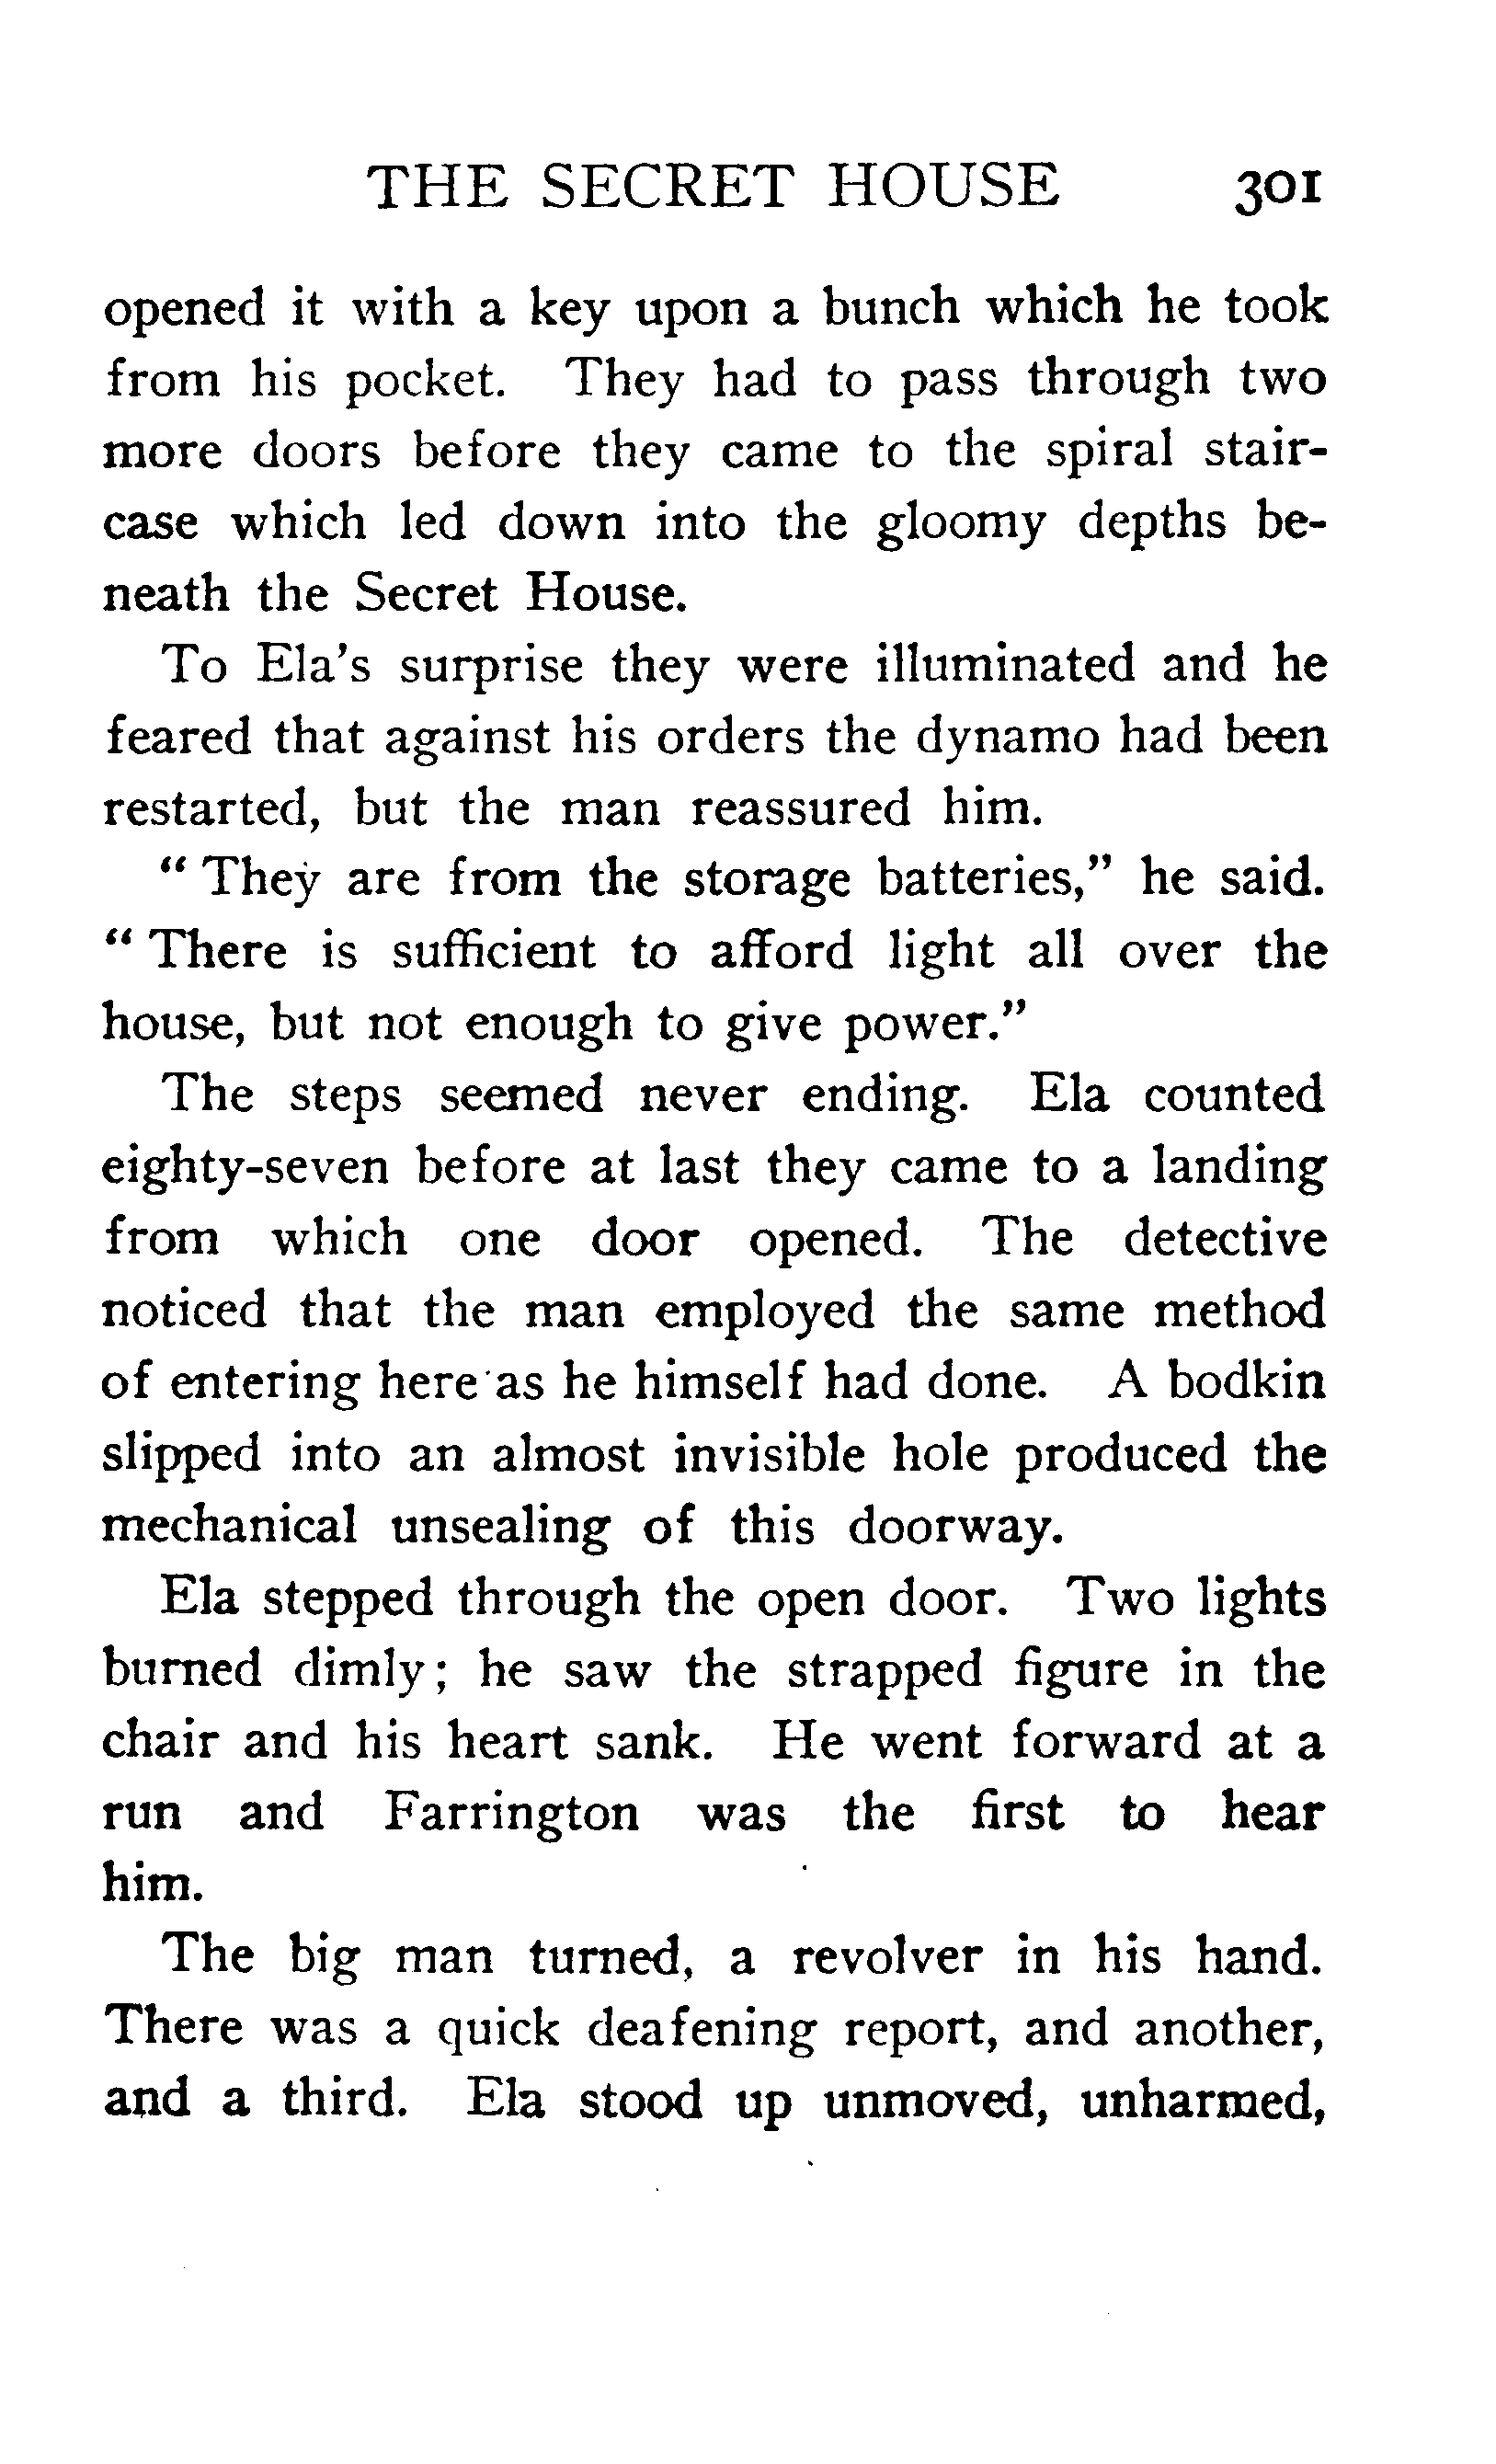 THE SECRET HOUSE 301
opened it with a key upon a bunch which he took
from his pocket. They had to pass through two
more doors before they came to the spiral stair-
case which led down into the gloomy depths be-
neath the Secret House.
To Ela's surprise they were illuminated and he
feared that against his orders the dynamo had been
restarted, but the man reassured him.
" They are from the storage batteries," he said.
" There is sufficient to afford light all over the
house, but not enough to give power."
The steps seemed never ending. Ela counted
eighty-seven before at last they came to a landing
from which one door opened. The detective
noticed that the man employed the same method
of entering here as he himself had done. A bodkin
slipped into an almost invisible hole produced the
mechanical unsealing of this doorway.
Ela stepped through the open door. Two lights
burned dimly; he saw the strapped figure in the
chair and his heart sank. He went forward at a
run and Farrington was the first to hear
him.
The big man turned, a revolver in his hand.
There was a quick deafening report, and another,
and a third. Ela stood up unmoved, unharmed,